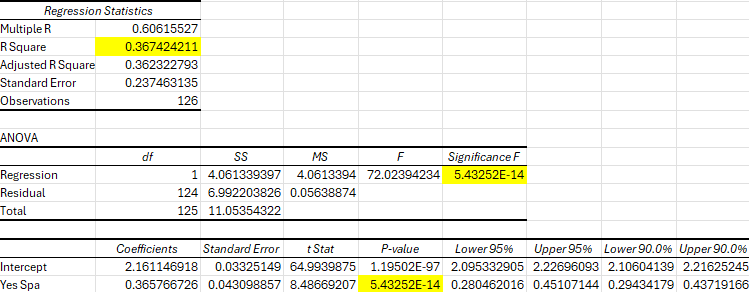 Regression Statistics
Multiple R 0.60615527
R Square 0.367424211
Adjusted R Square 0.362322793
Standard Error 0.237463135
Observations 126
ANOVA
df SS MS F Significance F
Regression 1 4.061339397 4.0613394 72.02394234 5.43252E-14
Residual 124 6.992203826 0.05638874
Total 125 11.05354322
Coefficients Standard Error t Stat P-value Lower 95% Upper 95% Lower 90.0% Upper 90.0%
Intercept 2.161146918 0.03325149 64.9939875 1.19502E-97 2.095332905 2.22696093 2.10604139 2.21625245
Yes Spa 0.365766726 0.043098857 8.48669207 5.43252E-14 0.280462016 0.45107144 0.29434179 0.43719166